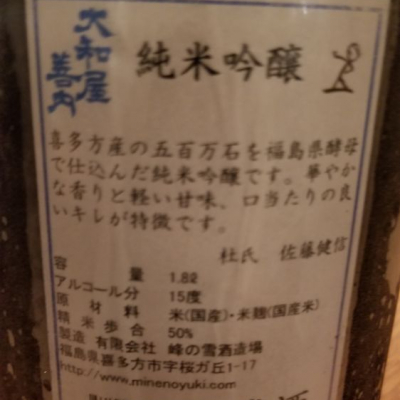 大和屋
善内
純米吟醸
喜多方産の五百万石を福島県酵母
で仕込んだ純米吟醸です。華やか
な香りと軽い甘味、口当たりの良
いキレが特徴です。
杜氏 佐藤健信
容量 1.8ℓ
アルコール分 15度
原材料 米(国産)・米麹(国産米)
精米歩合 50%
製造 有限会社 峰の雪酒造場
福島県喜多方市字桜ガ丘1-17
http://www.minenoyuki.com